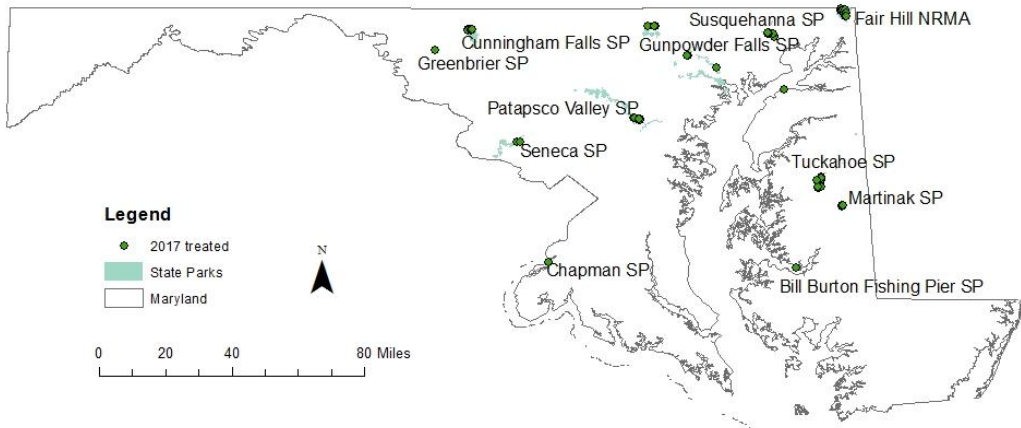 Susquehanna SP
Fair Hill NRMA
Cunningham Falls SP
Gunpowder Falls SP
Greenbrier SP
Patapsco Valley SP
Seneca SP
Tuckahoe SP
Martinak SP
Chapman SP
Bill Burton Fishing Pier SP
Legend
2017 treated
State Parks
Maryland
N
0 20 40 80 Miles